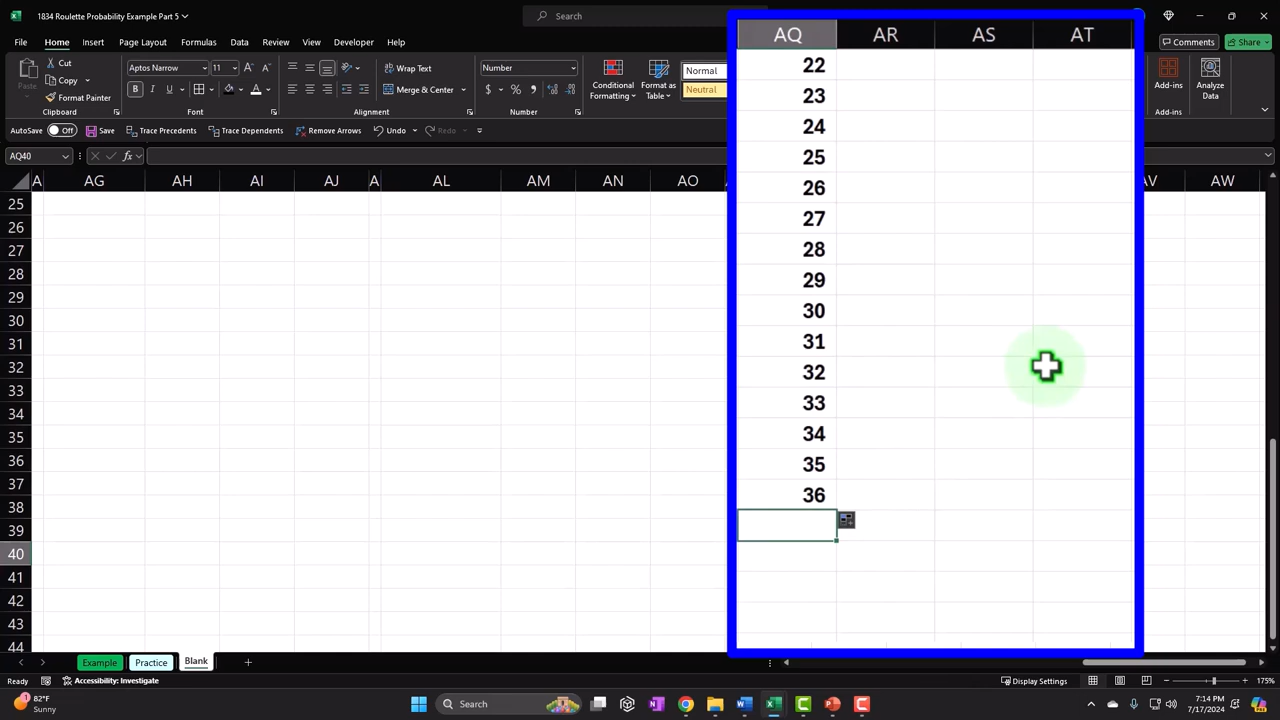 1834 Roulette Probability Example Part 5
Search
File Home Insert Page Layout Formulas Data Review View Developer Help
Comments Share
Paste Cut Copy Format Painter
Aptos Narrow 11
Wrap Text
Merge & Center
Number
Conditional Formatting
Format as Table
Normal
Neutral
Add-ins
Analyze Data
Clipboard Font Alignment Number Add-ins
AutoSave Off Save Trace Precedents Trace Dependents Remove Arrows Undo Redo
AQ40 fx
A AG AH AI AJ A AL AM AN AO AV AW
AQ AR AS AT
25
26
27
28
29
30
31
32
33
34
35
36
37
38
39
40
41
42
43
44
22
23
24
25
26
27
28
29
30
31
32
33
34
35
36
Example Practice Blank
Ready Accessibility: Investigate Display Settings 175%
82°F
Sunny
Search
7:14 PM
7/17/2024